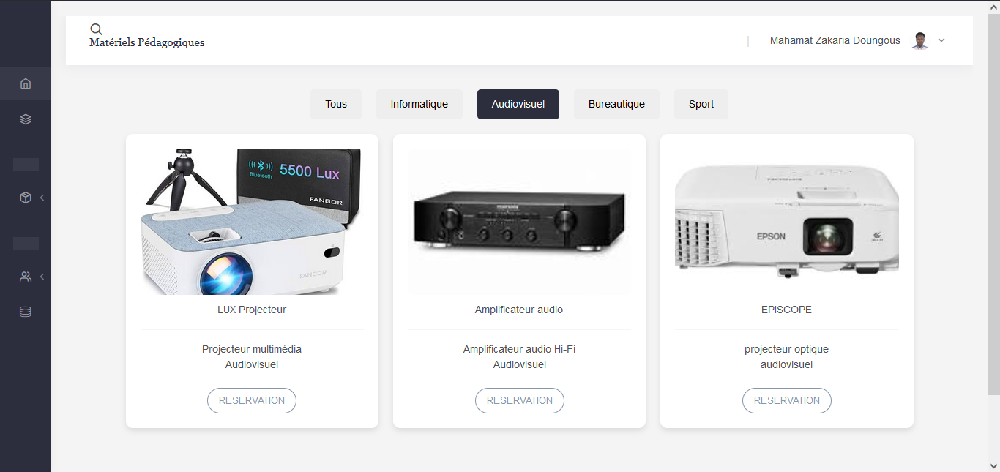 Matériels Pédagogiques
Mahamat Zakaria Doungous
Tous
Informatique
Audiovisuel
Bureautique
Sport
Bluetooth
5500 Lux
FANGOR
FANGOR
LUX Projecteur
Projecteur multimédia
Audiovisuel
RESERVATION
Amplificateur audio
Amplificateur audio Hi-Fi
Audiovisuel
RESERVATION
EPSON
EPISCOPE
projecteur optique
audiovisuel
RESERVATION